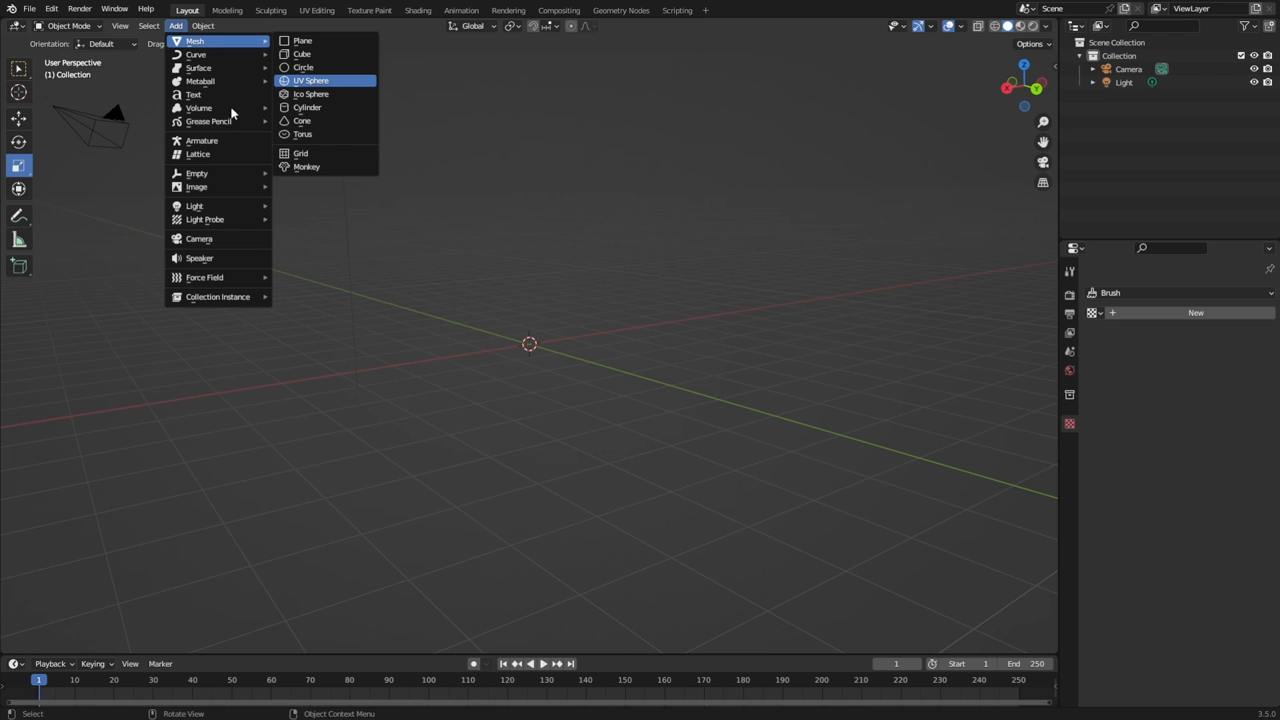 File Edit Render Window Help Layout Modeling Sculpting UV Editing Texture Paint Shading Animation Rendering Compositing Geometry Nodes Scripting + Scene ViewLayer
Object Mode View Select Add Object Global
Orientation: Default Drag: Options
User Perspective
(1) Collection
Mesh
Curve
Surface
Metaball
Text
Volume
Grease Pencil
Armature
Lattice
Empty
Image
Light
Light Probe
Camera
Speaker
Force Field
Collection Instance
Plane
Cube
Circle
UV Sphere
Ico Sphere
Cylinder
Cone
Torus
Grid
Monkey
Z
X Y
Scene Collection
Collection
Camera
Light
Brush
+ New
Playback Keying View Marker 1 Start 1 End 250
1 10 20 30 40 50 60 70 80 90 100 110 120 130 140 150 160 170 180 190 200 210 220 230 240 250
Select Rotate View Object Context Menu 3.5.0